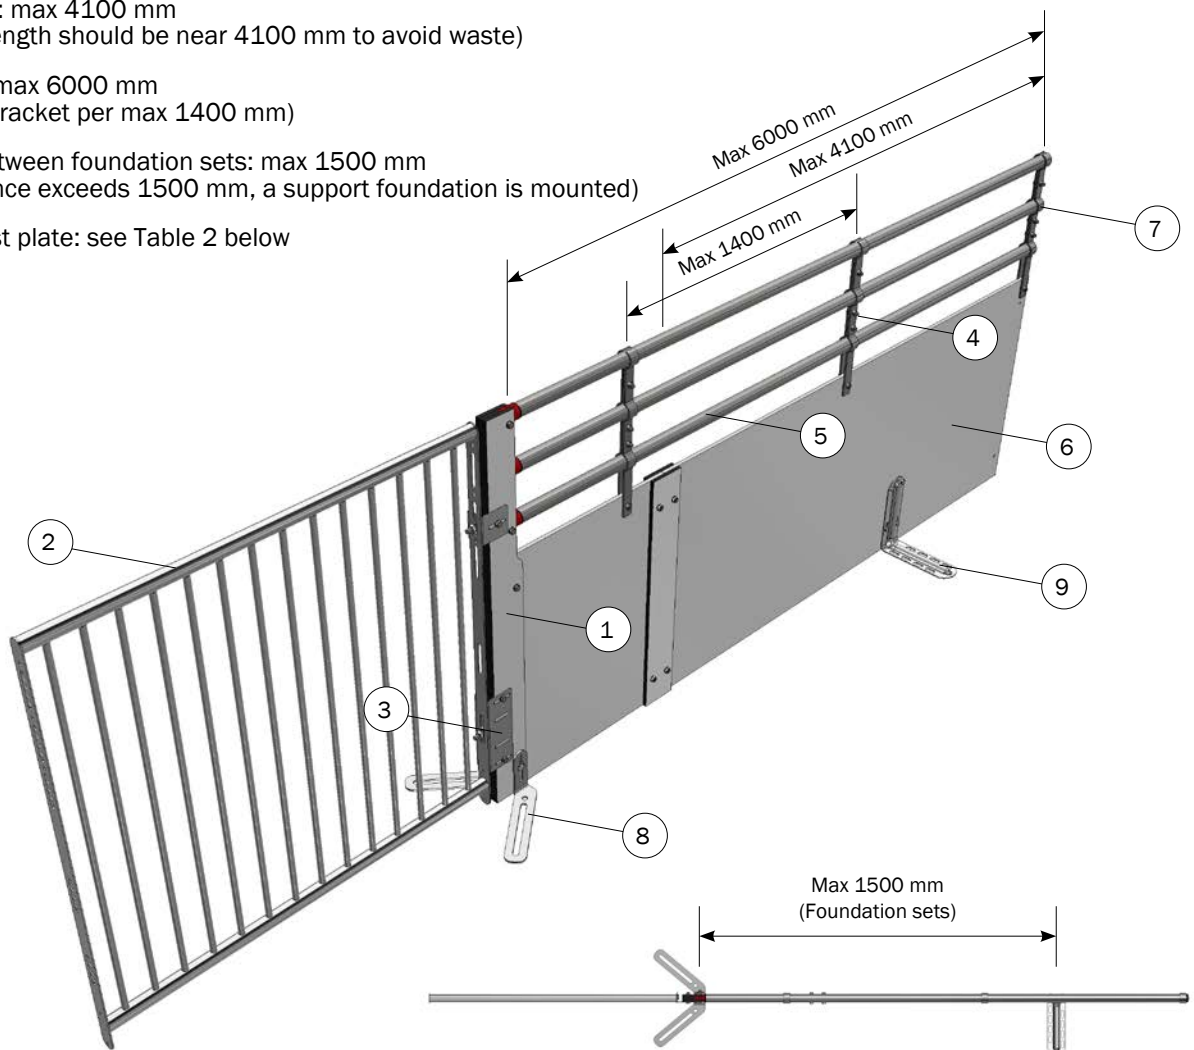 : max 4100 mm
ength should be near 4100 mm to avoid waste)
max 6000 mm
racket per max 1400 mm)
tween foundation sets: max 1500 mm
nce exceeds 1500 mm, a support foundation is mounted)
st plate: see Table 2 below
Max 6000 mm
Max 4100 mm
Max 1400 mm
7
4
5
6
2
9
1
3
8
Max 1500 mm
(Foundation sets)